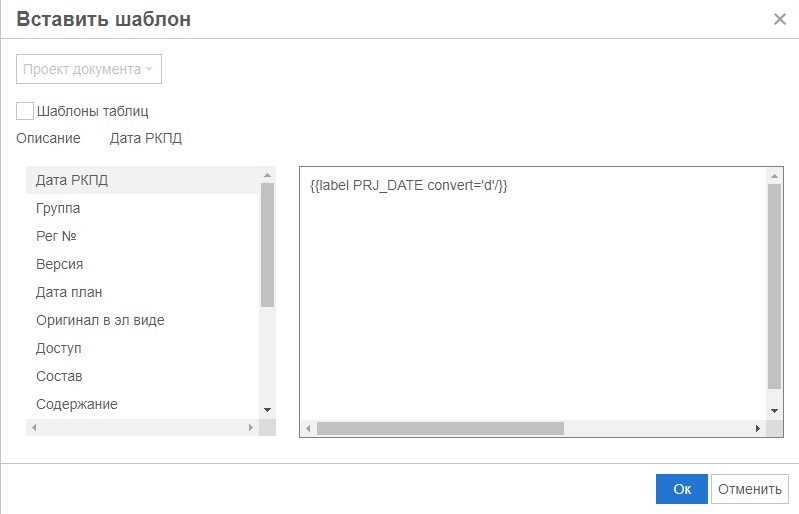 Вставить шаблон
Проект документа
Шаблоны таблиц
Описание Дата РКПД
Дата РКПД
Группа
Рег №
Версия
Дата план
Оригинал в эл виде
Доступ
Состав
Содержание
{{label PRJ_DATE convert='d'/}}
Ок Отменить